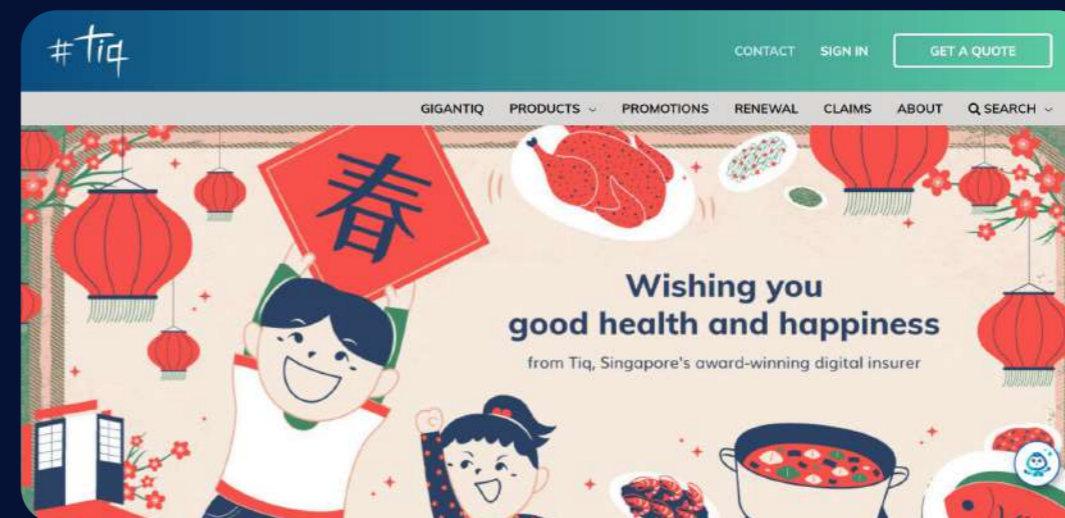 #tiq
CONTACT SIGN IN GET A QUOTE
GIGANTIQ PRODUCTS PROMOTIONS RENEWAL CLAIMS ABOUT SEARCH
春
Wishing you
good health and happiness
from Tiq, Singapore's award-winning digital insurer